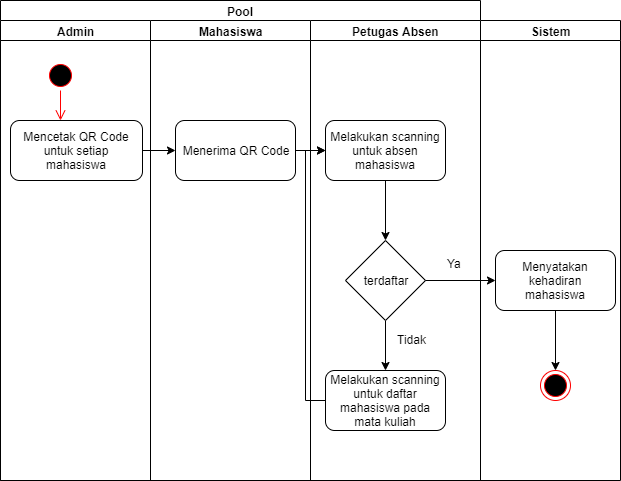 Pool
Admin
Mahasiswa
Petugas Absen
Sistem
Mencetak QR Code
untuk setiap
mahasiswa
Menerima QR Code
Melakukan scanning
untuk absen
mahasiswa
terdaftar
Ya
Menyatakan
kehadiran
mahasiswa
Tidak
Melakukan scanning
untuk daftar
mahasiswa pada
mata kuliah